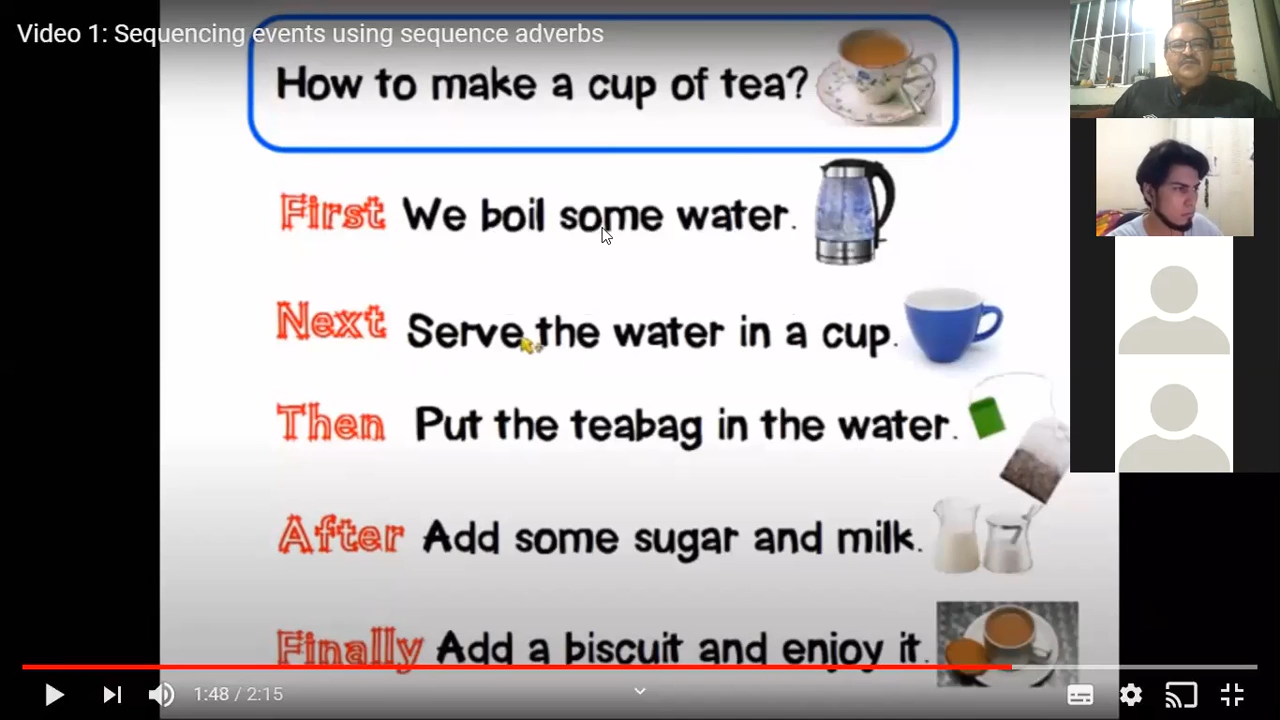 Video 1: Sequencing events using sequence adverbs
How to make a cup of tea?
First We boil some water.
Next Serve the water in a cup.
Then Put the teabag in the water.
After Add some sugar and milk.
Finally Add a biscuit and enjoy it.
1:48 / 2:15